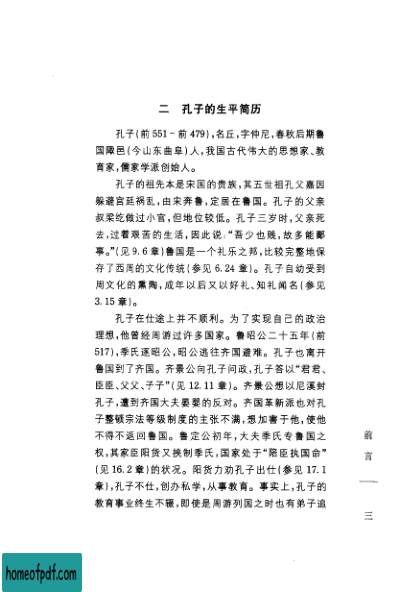 二 孔子的生平简历
孔子(前551-前479),名丘,字仲尼,春秋后期鲁
国陬邑(今山东曲阜)人,我国古代伟大的思想家、教
育家,儒家学派创始人。
孔子的祖先本是宋国的贵族,其五世祖孔父嘉因
躲避宫廷祸乱,由宋奔鲁,定居在鲁国。孔子的父亲
叔梁纥做过小官,但地位较低。孔子三岁时,父亲死
去,过着艰苦的生活,因此说:“吾少也贱,故多能鄙
事。”(见9.6章)鲁国是一个礼乐之邦,比较完整地保
存了西周的文化传统(参见6.24章)。孔子自幼受到
周文化的熏陶,成年以后又以好礼、知礼闻名(参见
3.15章)。
孔子在仕途上并不顺利。为了实现自己的政治
理想,他曾经周游过许多国家。鲁昭公二十五年(前
517),季氏逐昭公,昭公逃往齐国避难。孔子也离开
鲁国到了齐国。齐景公向孔子问政,孔子答以“君君、
臣臣、父父、子子”(见12.11章)。齐景公想以尼溪封
孔子,遭到齐国大夫晏婴的反对。齐国革新派也对孔
子整顿宗法等级制度的主张不满,想加害于他,使他
不得不返回鲁国。鲁定公初年,大夫季氏专鲁国之
权,其家臣阳货又挟制季氏,国家处于“陪臣执国命”
(见16.2章)的状况。阳货力劝孔子出仕(参见17.1
章),孔子不仕,创办私学,从事教育。事实上,孔子的
教育事业终生不辍,即使是周游列国之时也有弟子追
前言
三
homeofpdf.com